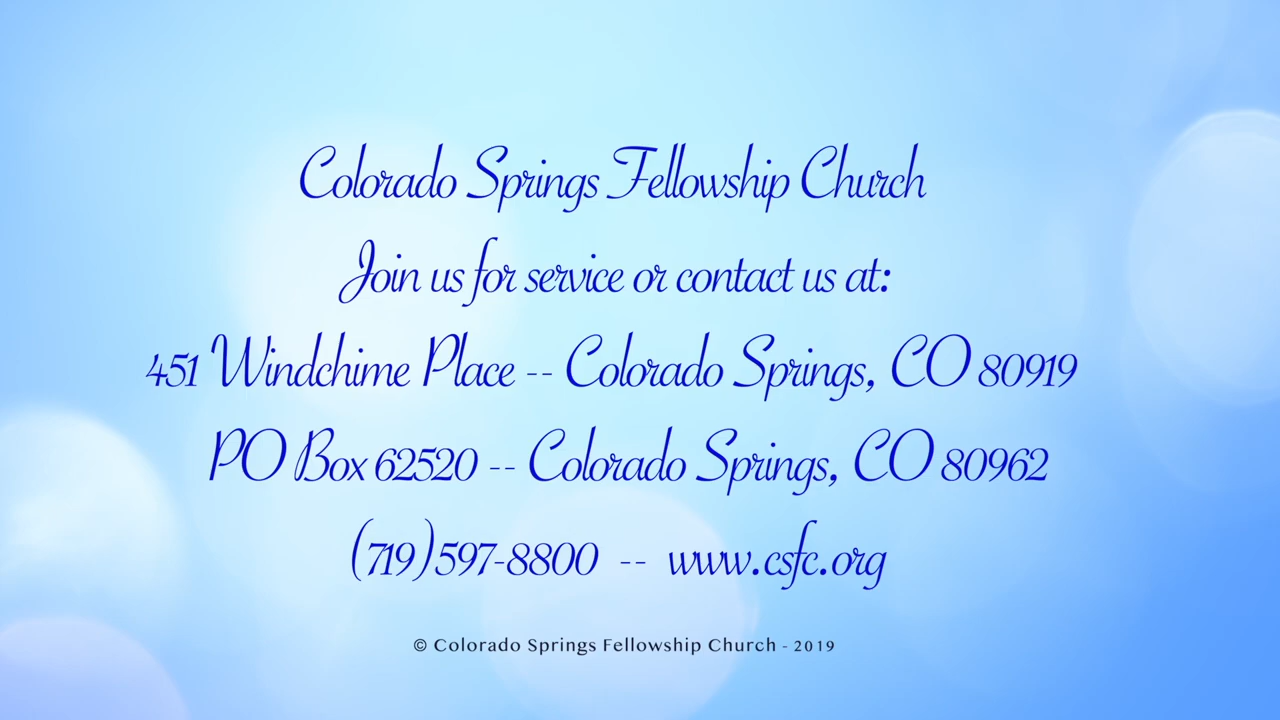 Colorado Springs Fellowship Church
Join us for service or contact us at:
451 Windchime Place -- Colorado Springs, CO 80919
PO Box 62520 -- Colorado Springs, CO 80962
(719)597-8800 -- www.csfc.org
© Colorado Springs Fellowship Church - 2019